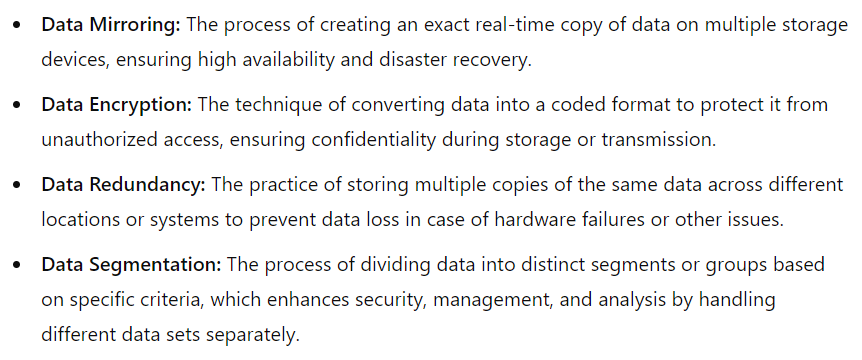 • Data Mirroring: The process of creating an exact real-time copy of data on multiple storage
devices, ensuring high availability and disaster recovery.
• Data Encryption: The technique of converting data into a coded format to protect it from
unauthorized access, ensuring confidentiality during storage or transmission.
• Data Redundancy: The practice of storing multiple copies of the same data across different
locations or systems to prevent data loss in case of hardware failures or other issues.
• Data Segmentation: The process of dividing data into distinct segments or groups based
on specific criteria, which enhances security, management, and analysis by handling
different data sets separately.